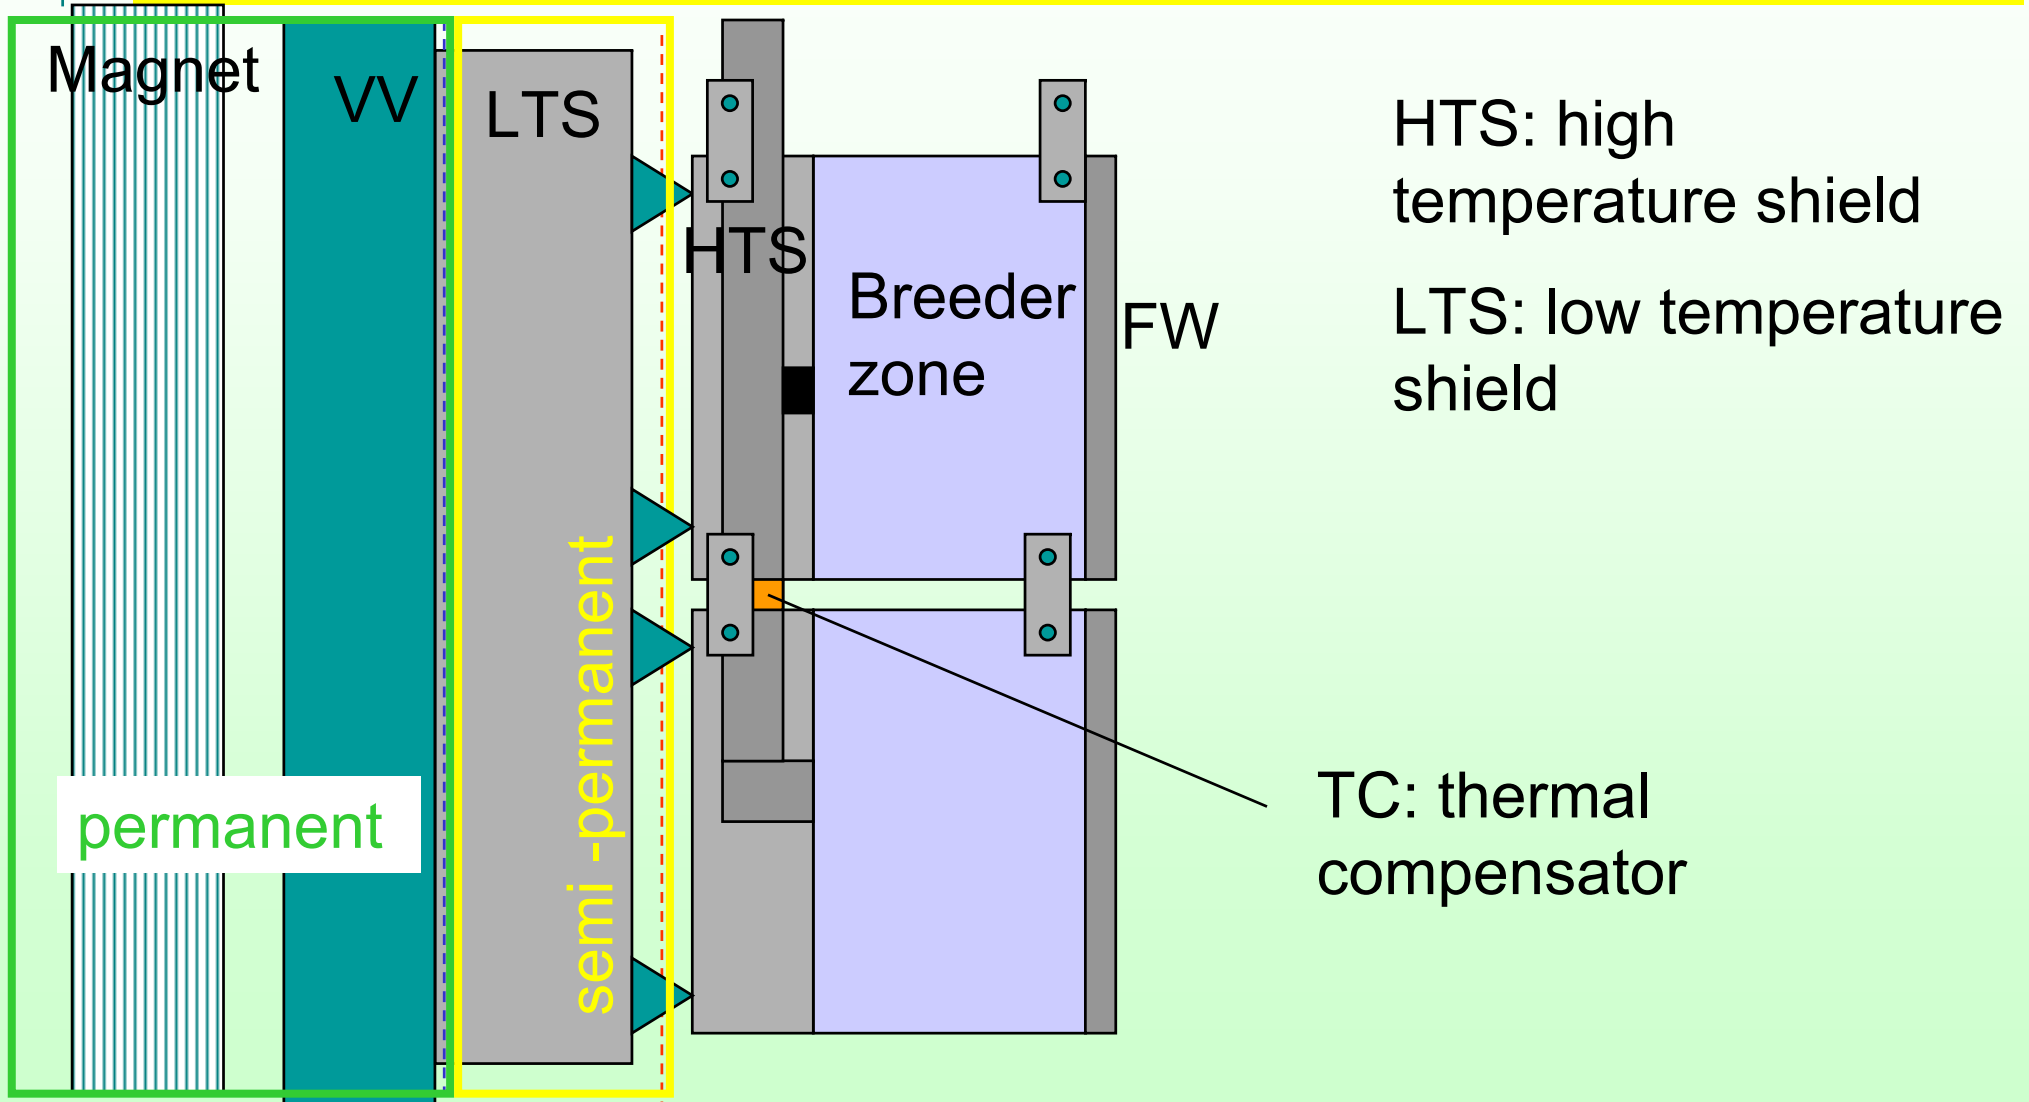 Magnet
VV
LTS
HTS
Breeder
zone
FW
HTS: high
temperature shield
LTS: low temperature
shield
semi -permanent
permanent
TC: thermal
compensator